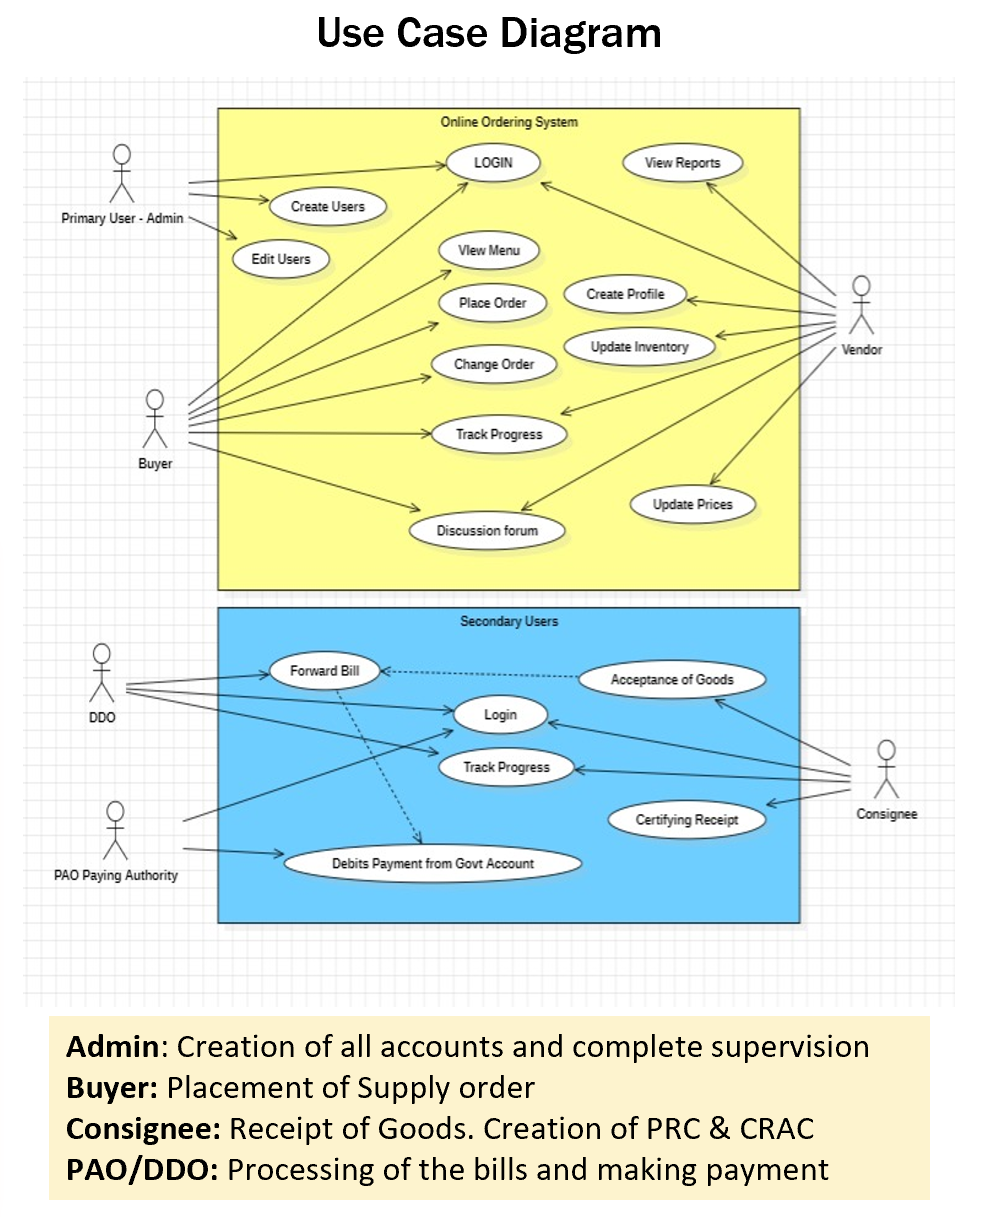 Use Case Diagram
Online Ordering System
LOGIN
View Reports
Primary User - Admin
Create Users
Edit Users
VIew Menu
Place Order
Create Profile
Update Inventory
Vendor
Change Order
Track Progress
Buyer
Update Prices
Discussion forum
Secondary Users
Forward Bill
Acceptance of Goods
DDO
Login
Track Progress
Certifying Receipt
Consignee
Debits Payment from Govt Account
PAO Paying Authority
Admin: Creation of all accounts and complete supervision
Buyer: Placement of Supply order
Consignee: Receipt of Goods. Creation of PRC & CRAC
PAO/DDO: Processing of the bills and making payment